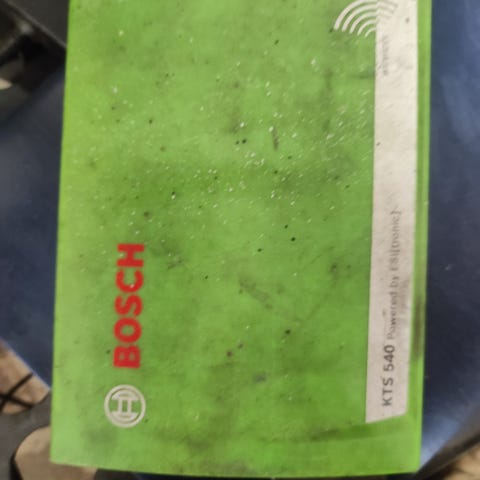 BOSCH
KTS 540 Powered by ESI[tronic]